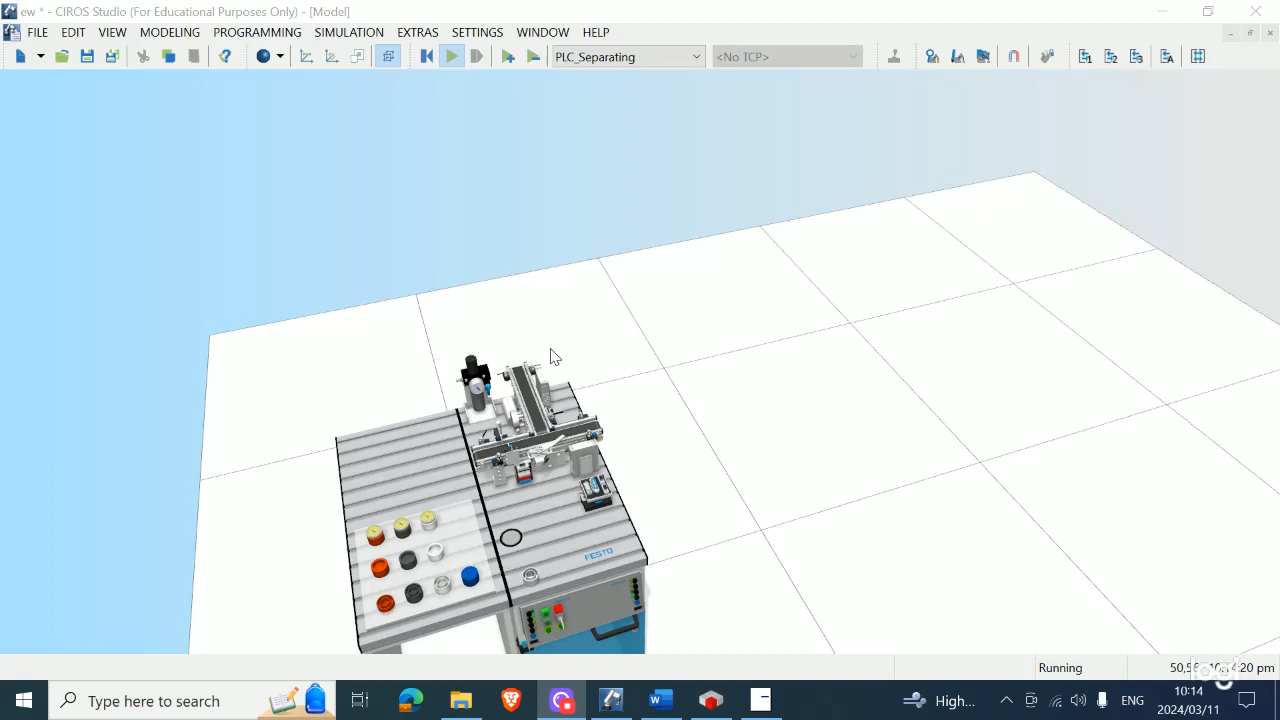 ew * - CIROS Studio (For Educational Purposes Only) - [Model]
FILE EDIT VIEW MODELING PROGRAMMING SIMULATION EXTRAS SETTINGS WINDOW HELP
PLC_Separating <No TCP>
FESTO
Running
Type here to search
High...
ENG
10:14
2024/03/11